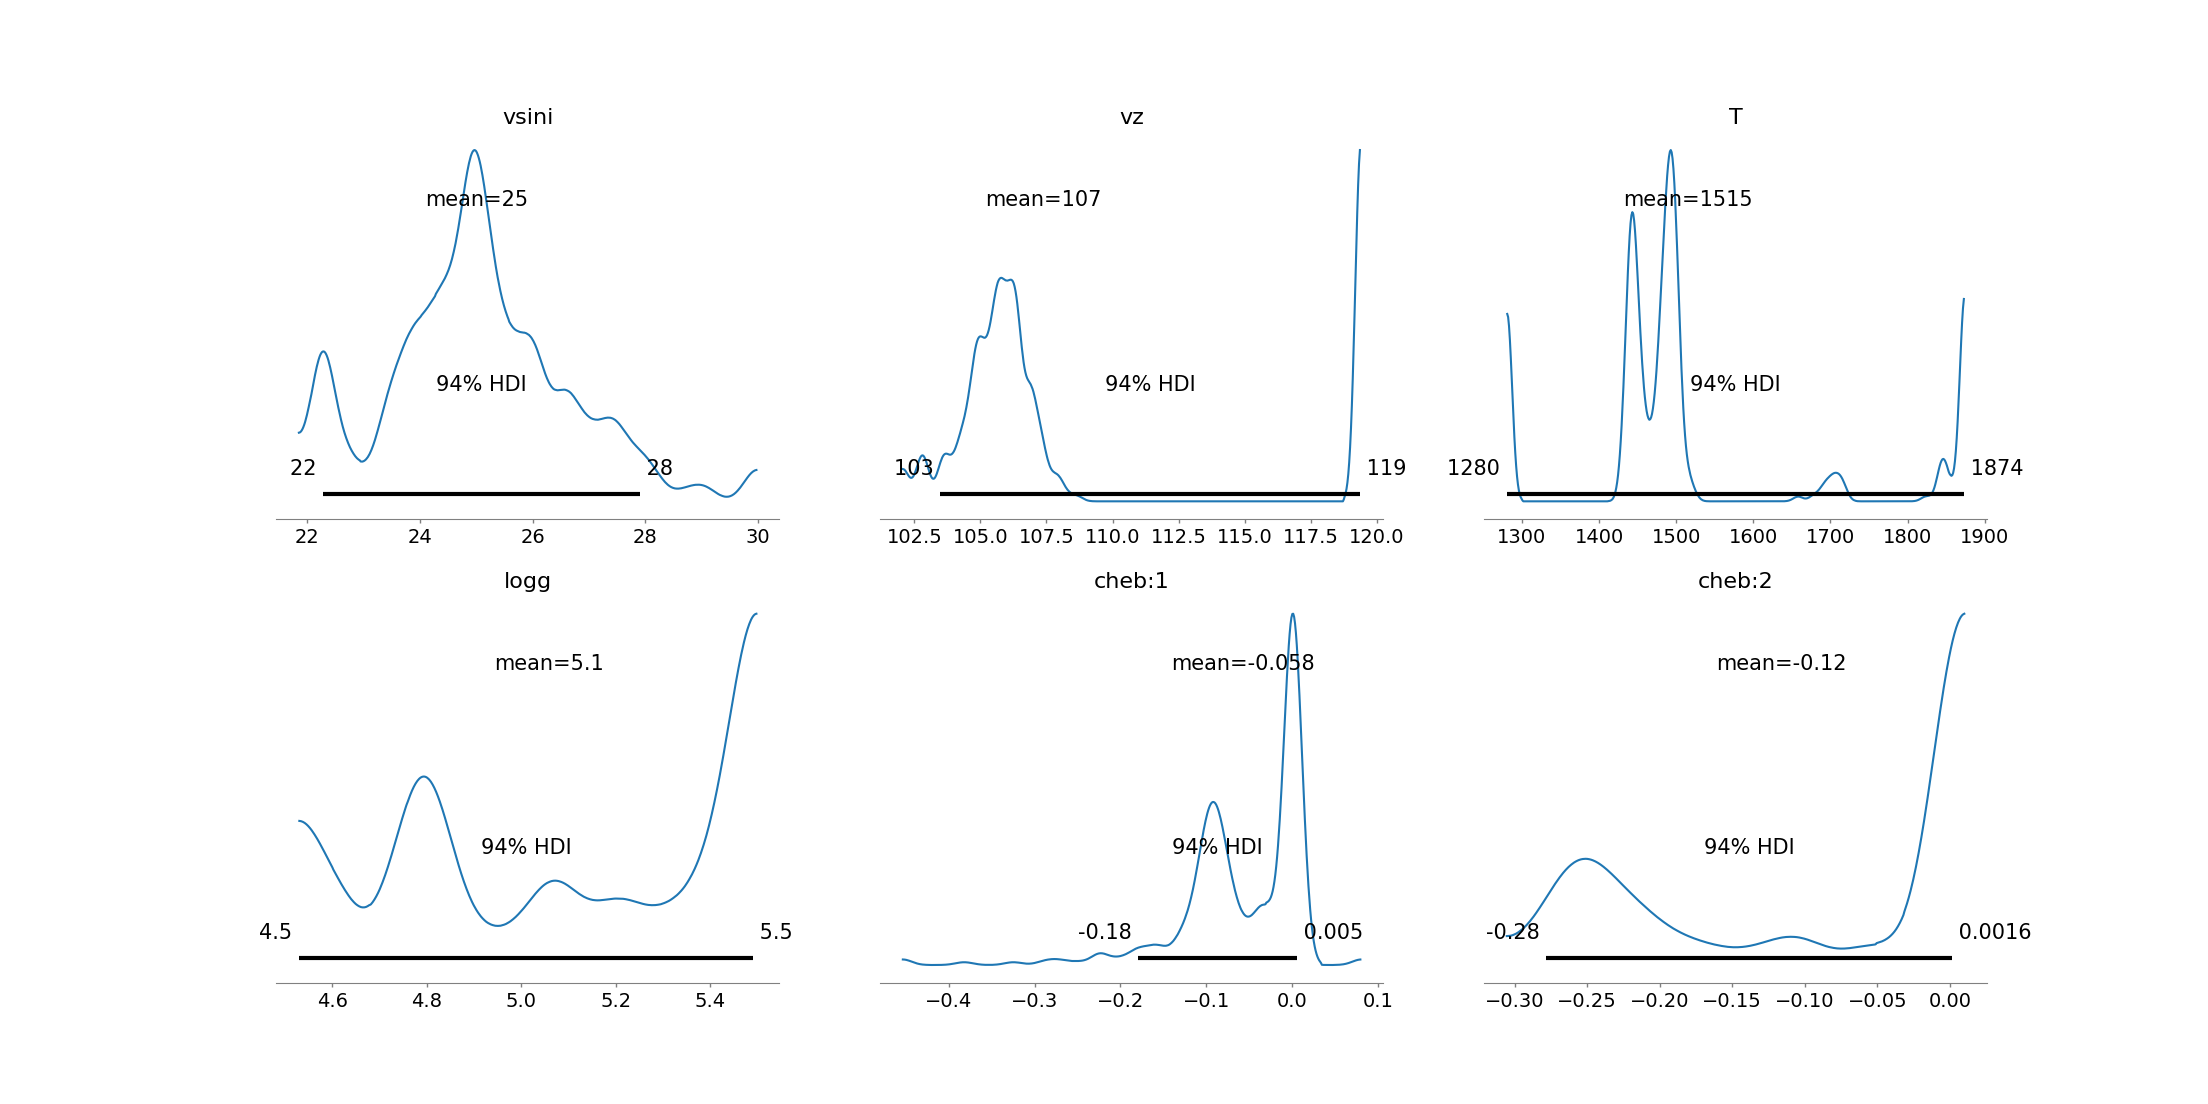 vsini
mean=25
94% HDI
22 28
22 24 26 28 30
vz
mean=107
94% HDI
103 119
102.5 105.0 107.5 110.0 112.5 115.0 117.5 120.0
T
mean=1515
94% HDI
1280 1874
1300 1400 1500 1600 1700 1800 1900
logg
mean=5.1
94% HDI
4.5 5.5
4.6 4.8 5.0 5.2 5.4
cheb:1
mean=-0.058
94% HDI
-0.18 0.005
−0.4 −0.3 −0.2 −0.1 0.0 0.1
cheb:2
mean=-0.12
94% HDI
-0.28 0.0016
−0.30 −0.25 −0.20 −0.15 −0.10 −0.05 0.00